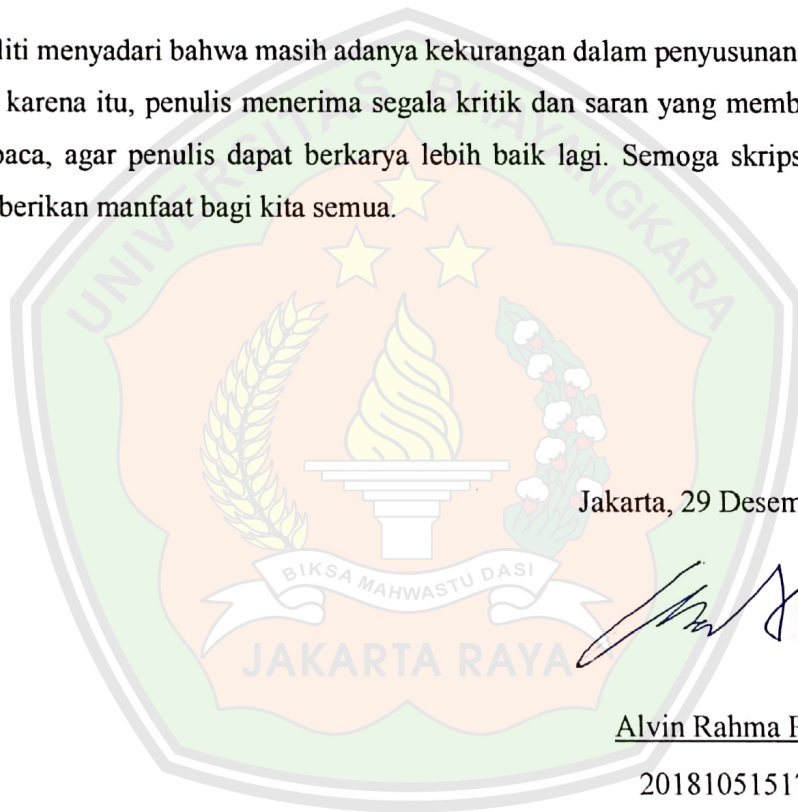 liti menyadari bahwa masih adanya kekurangan dalam penyusunan
karena itu, penulis menerima segala kritik dan saran yang memb
baca, agar penulis dapat berkarya lebih baik lagi. Semoga skrips
berikan manfaat bagi kita semua.
UNIVERSITAS BHAYANGKARA
BIKSA MAHWASTU DASI
JAKARTA RAYA
Jakarta, 29 Desem
Alvin Rahma
2018105151